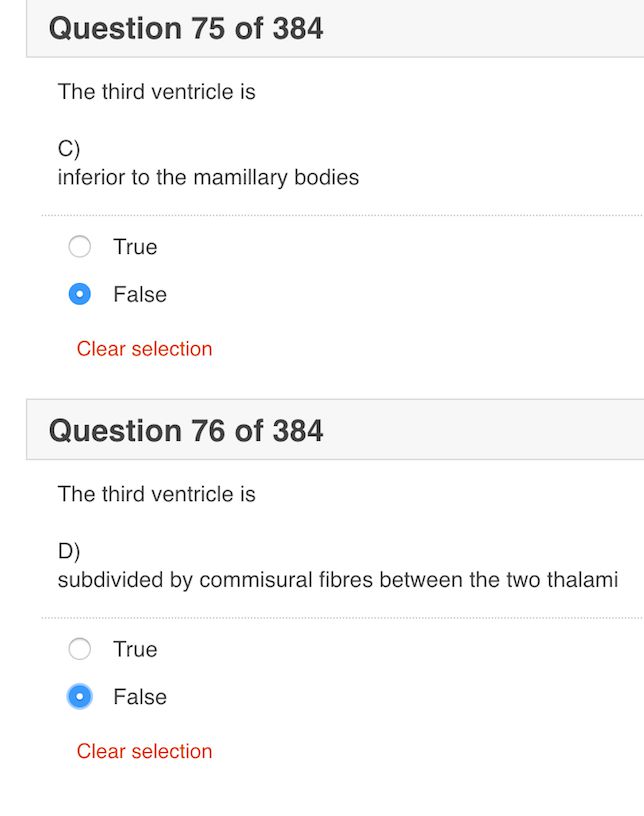 Question 75 of 384
The third ventricle is
C)
inferior to the mamillary bodies
True
False
Clear selection
Question 76 of 384
The third ventricle is
D)
subdivided by commisural fibres between the two thalami
True
False
Clear selection